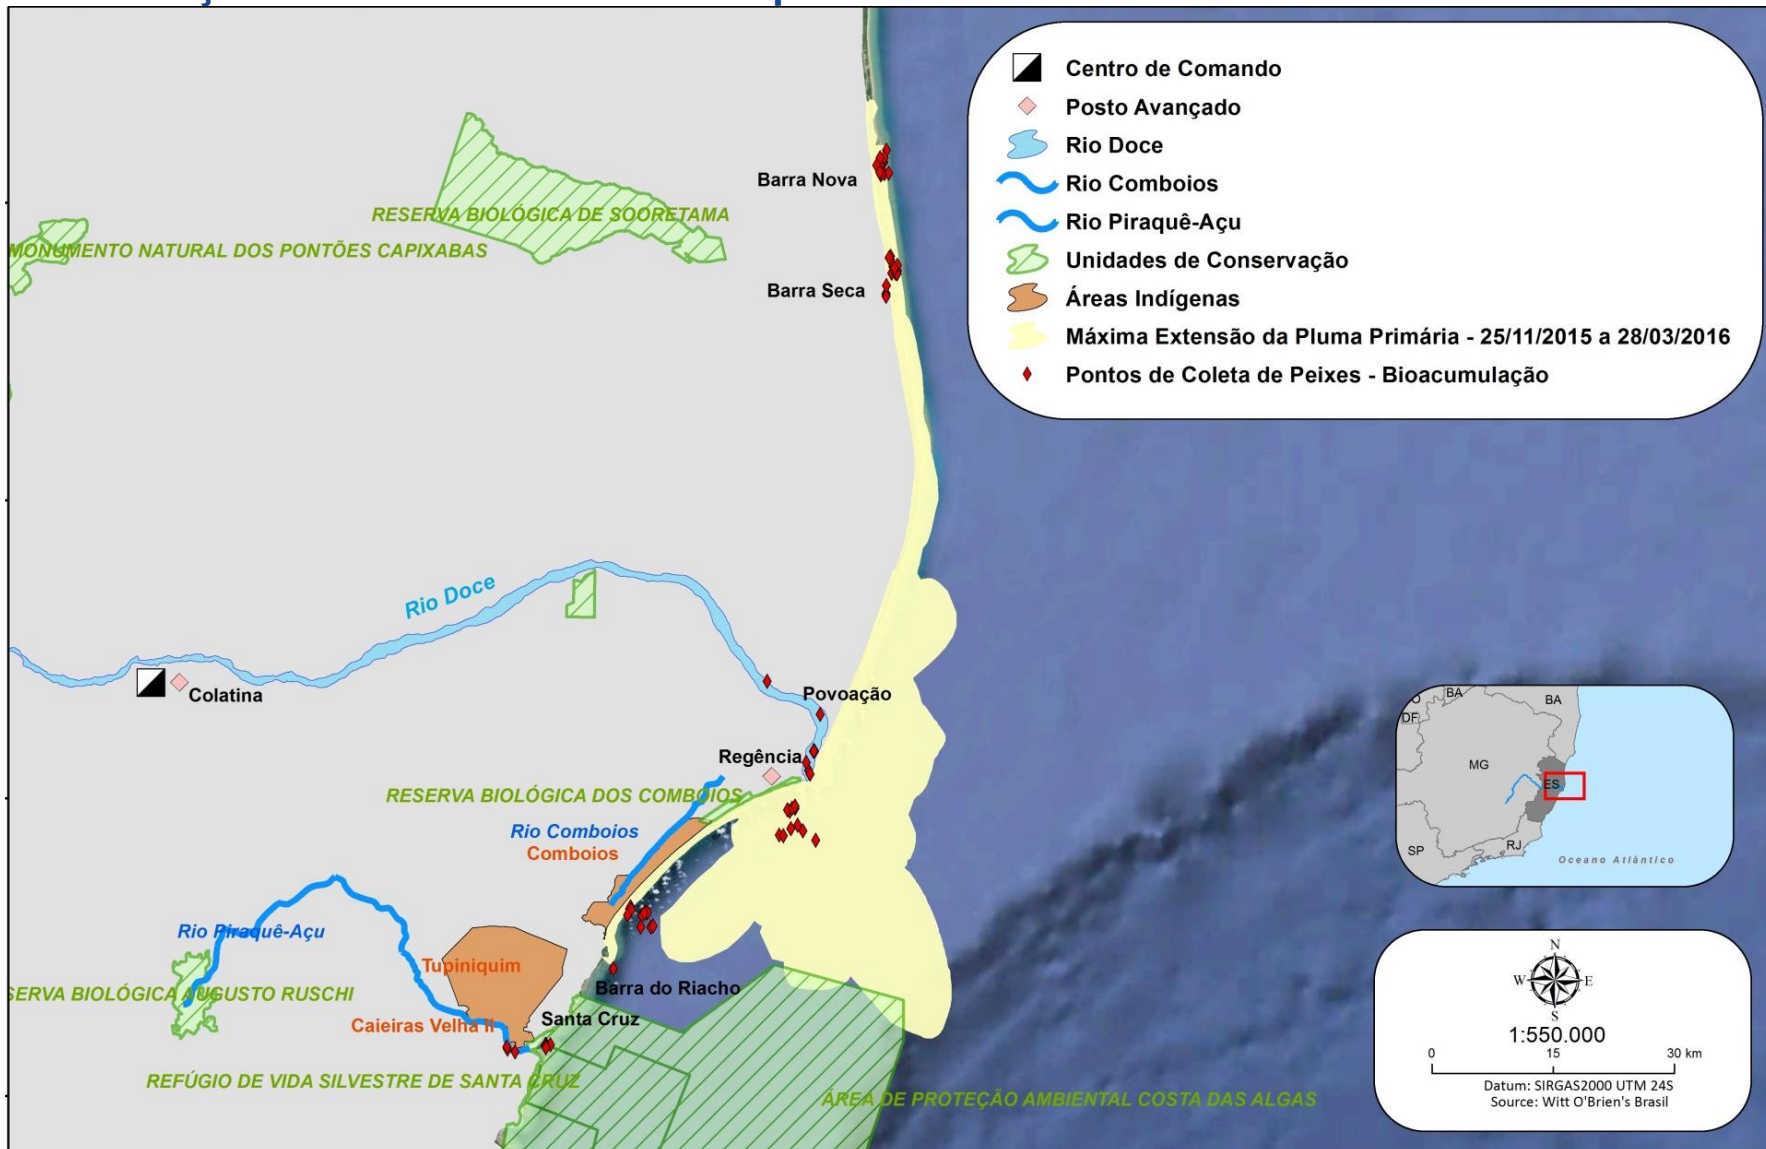 Centro de Comando
Posto Avançado
Rio Doce
Rio Comboios
Rio Piraquê-Açu
Unidades de Conservação
Áreas Indígenas
Máxima Extensão da Pluma Primária - 25/11/2015 a 28/03/2016
Pontos de Coleta de Peixes - Bioacumulação
Barra Nova
RESERVA BIOLÓGICA DE SOORETAMA
MONUMENTO NATURAL DOS PONTÕES CAPIXABAS
Barra Seca
Rio Doce
Colatina
Povoação
Regência
RESERVA BIOLÓGICA DOS COMBOIOS
Rio Comboios
Comboios
Rio Piraquê-Açu
Tupiniquim
SERVA BIOLÓGICA AUGUSTO RUSCHI
Barra do Riacho
Caieiras Velha II
Santa Cruz
REFÚGIO DE VIDA SILVESTRE DE SANTA CRUZ
ÁREA DE PROTEÇÃO AMBIENTAL COSTA DAS ALGAS
BA
BA
O
DF
MG
ES
SP
RJ
Oceano Atlântico
N
W
E
S
1:550.000
0 15 30 km
Datum: SIRGAS2000 UTM 24S
Source: Witt O'Brien's Brasil